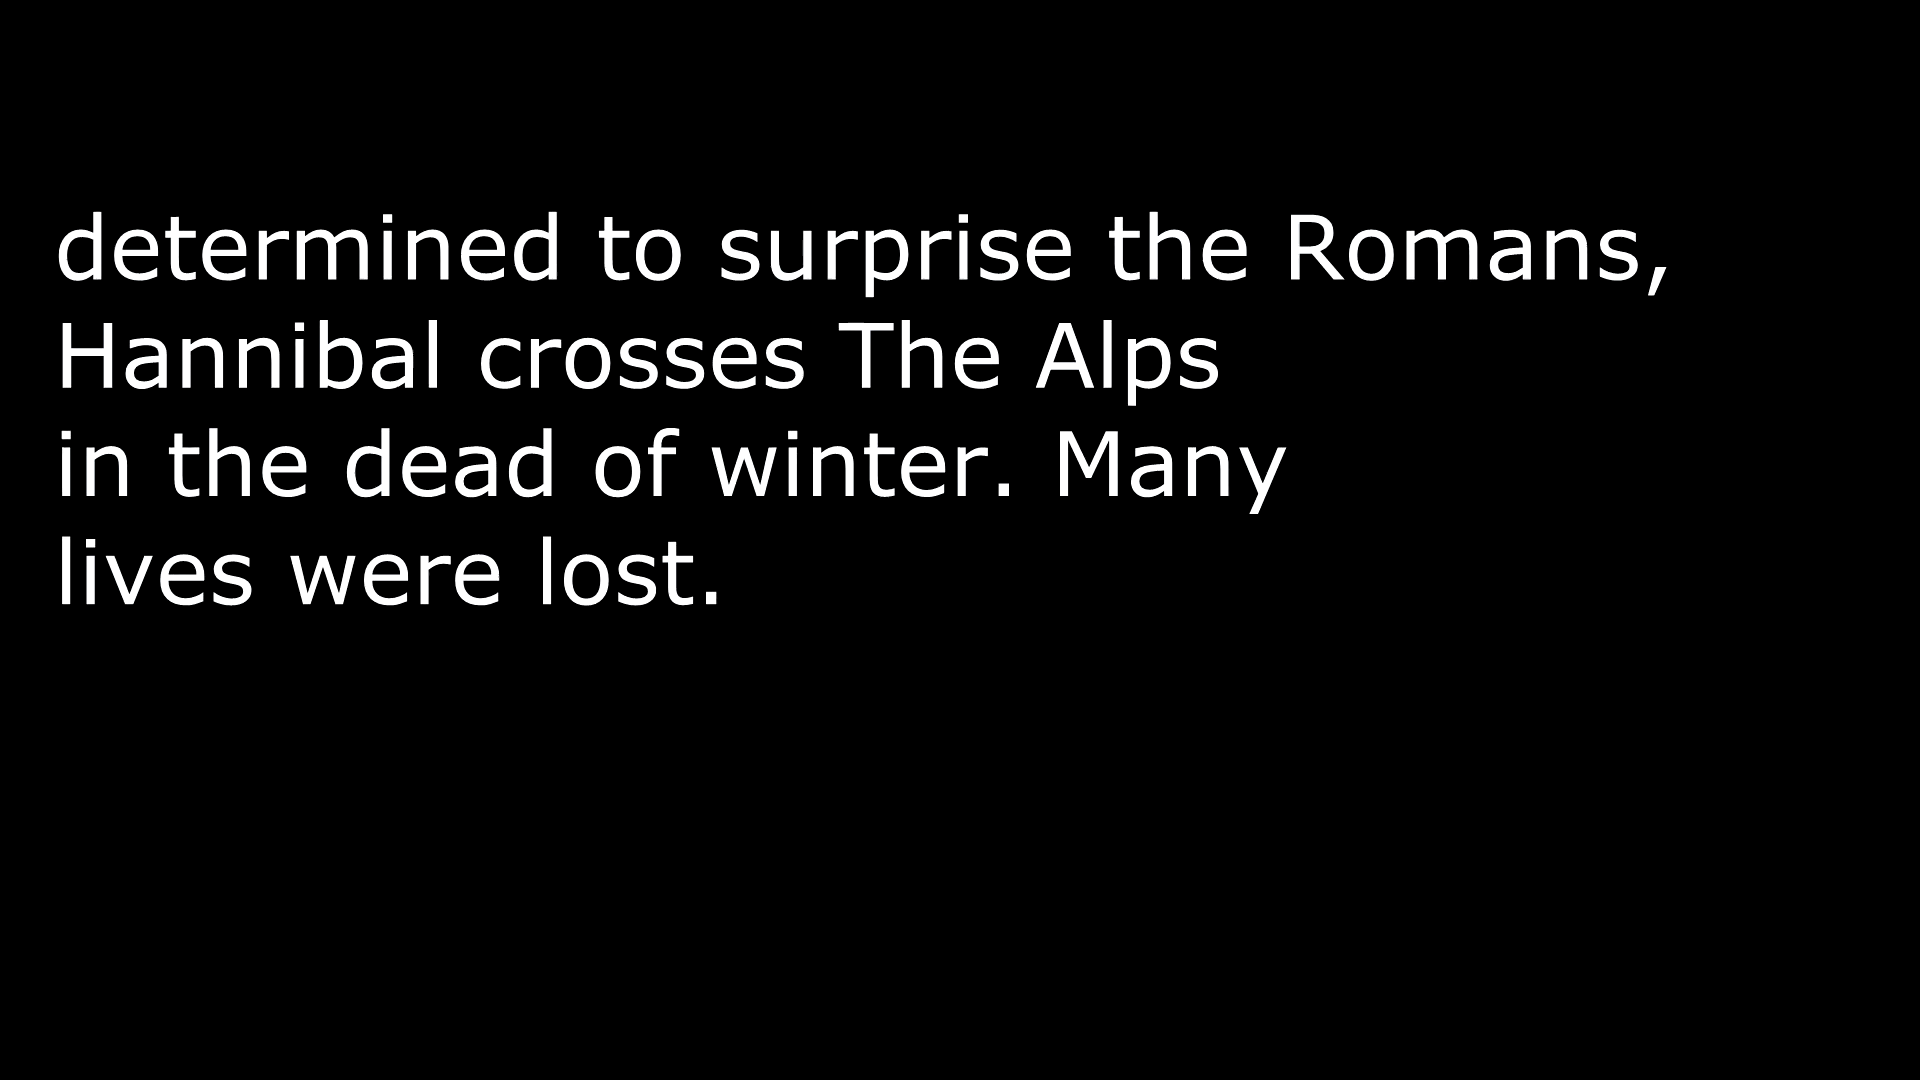 determined to surprise the Romans,
Hannibal crosses The Alps
in the dead of winter. Many
lives were lost.